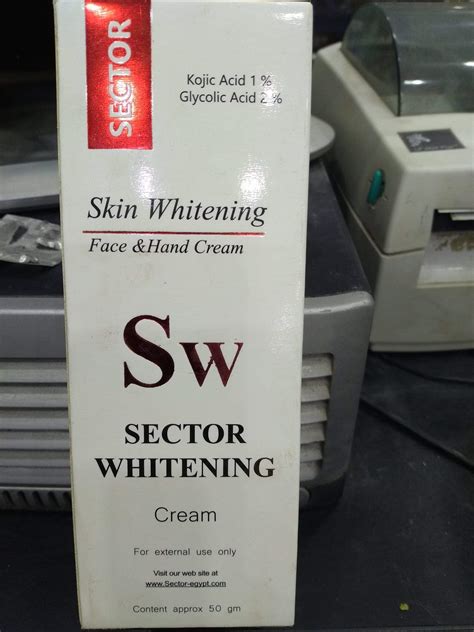 SECTOR
Kojic Acid 1 %
Glycolic Acid 2 %
Skin Whitening
Face &Hand Cream
Sw
SECTOR
WHITENING
Cream
For external use only
Visit our web site at
www.Sector-egypt.com
Content approx 50 gm